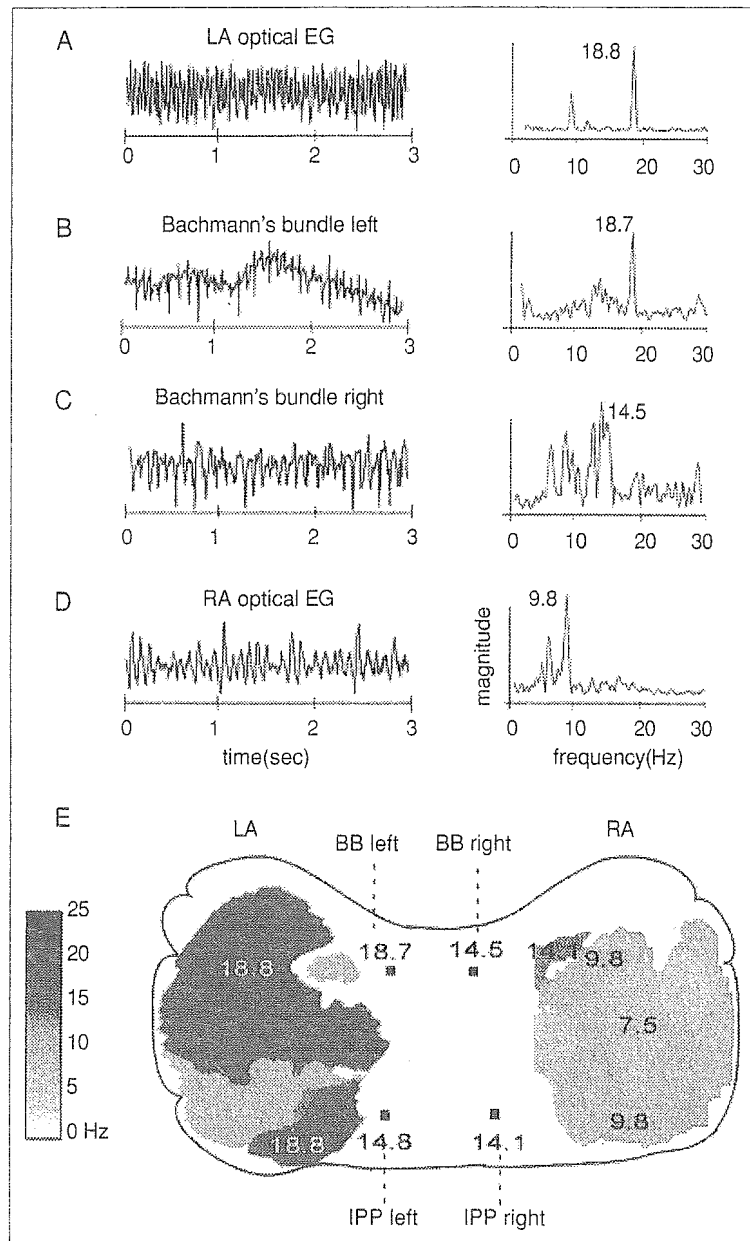 A
LA optical EG
18.8
0 1 2 3
0 10 20 30
B
Bachmann's bundle left
18.7
0 1 2 3
0 10 20 30
C
Bachmann's bundle right
14.5
0 1 2 3
0 10 20 30
D
RA optical EG
9.8
magnitude
0 1 2 3
0 10 20 30
time(sec)
frequency(Hz)
E
LA
BB left
BB right
RA
25
20
15
10
5
0 Hz
18.7
14.5
14.1
9.8
18.8
7.5
9.8
18.8
14.8
14.1
IPP left
IPP right